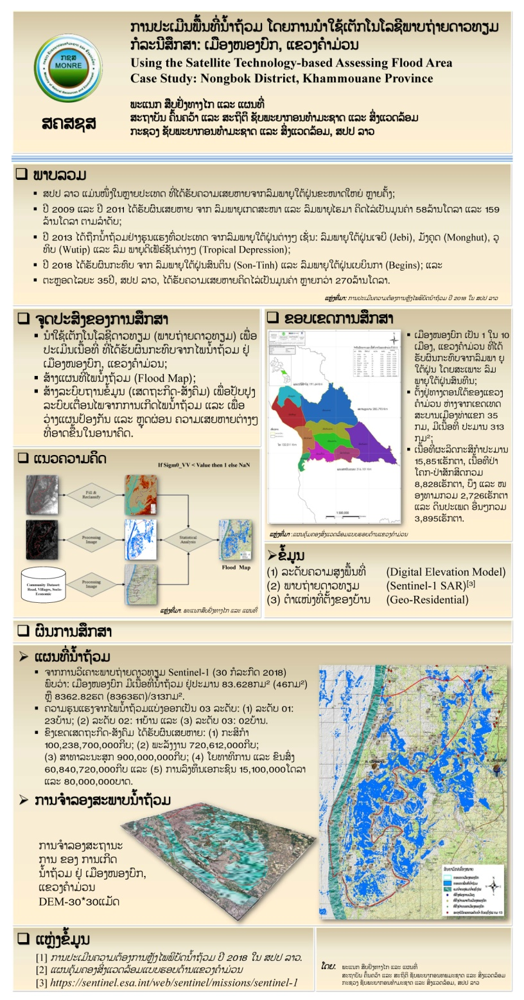 ການປະເມີນພື້ນທີ່ນ້ຳຖ້ວມ ໂດຍການນຳໃຊ້ເຕັກໂນໂລຊີພາບຖ່າຍດາວທຽມ
ກໍລະນີສຶກສາ: ເມືອງໜອງບົກ, ແຂວງຄຳມ່ວນ
Using the Satellite Technology-based Assessing Flood Area
Case Study: Nongbok District, Khammouane Province
ກຊສ
MONRE
ສຄສຊສ
ພະແນກ ສືບຢັ່ງທາງໄກ ແລະ ແຜນທີ່
ສະຖາບັນ ຄົ້ນຄວ້າ ແລະ ສະຖິຕິ ຊັບພະຍາກອນທຳມະຊາດ ແລະ ສິ່ງແວດລ້ອມ
ກະຊວງ ຊັບພະຍາກອນທຳມະຊາດ ແລະ ສິ່ງແວດລ້ອມ, ສປປ ລາວ
❑ ພາບລວມ
▪ ສປປ ລາວ ແມ່ນໜຶ່ງໃນຫຼາຍປະເທດ ທີ່ໄດ້ຮັບຄວາມເສຍຫາຍຈາກລົມພາຍຸໃຕ້ຝຸ່ນຂະໜາດໃຫຍ່ ຫຼາຍຄັ້ງ;
▪ ປີ 2009 ແລະ ປີ 2011 ໄດ້ຮັບຜົນເສຍຫາຍ ຈາກ ລົມພາຍຸເກດສະໜາ ແລະ ລົມພາຍຸໄຮມາ ຄິດໄລ່ເປັນມູນຄ່າ 58ລ້ານໂດລາ ແລະ 159
ລ້ານໂດລາ ຕາມລຳດັບ;
▪ ປີ 2013 ໄດ້ຖືກນ້ຳຖ້ວມຢ່າງຮຸນແຮງທົ່ວປະເທດ ຈາກລົມພາຍຸໃຕ້ຝຸ່ນຕ່າງໆ ເຊັ່ນ: ລົມພາຍຸໃຕ້ຝຸ່ນເຈບີ (Jebi), ມັງຄຸດ (Monghut), ວູ
ທິບ (Wutip) ແລະ ລົມ ພາຍຸດີເຟັຣ໌ຊັນຕ່າງໆ (Tropical Depression);
▪ ປີ 2018 ໄດ້ຮັບຜົນກະທົບ ຈາກ ລົມພາຍຸໃຕ້ຝຸ່ນສົນຕິນ (Son-Tinh) ແລະ ລົມພາຍຸໃຕ້ຝຸ່ນເບບິນກາ (Begins); ແລະ
▪ ຕະຫຼອດໄລຍະ 35ປີ, ສປປ ລາວ, ໄດ້ຮັບຄວາມເສຍຫາຍຄິດໄລ່ເປັນມູນຄ່າ ຫຼາຍກວ່າ 270ລ້ານໂດລາ.
ແຫຼ່ງທີ່ມາ: ການປະເມີນຄວາມຕ້ອງການຫຼັງໄພພິບັດນ້ຳຖ້ວມ ປີ 2018 ໃນ ສປປ ລາວ
❑ ຈຸດປະສົງຂອງການສຶກສາ
▪ ນຳໃຊ້ເຕັກໂນໂລຊີດາວທຽມ (ພາບຖ່າຍດາວທຽມ) ເພື່ອ
ປະເມີນເນື້ອທີ່ ທີ່ໄດ້ຮັບຜົນກະທົບຈາກໄພນ້ຳຖ້ວມ ຢູ່
ເມືອງໜອງບົກ, ແຂວງຄຳມ່ວນ;
▪ ສ້າງແຜນທີ່ໄພນ້ຳຖ້ວມ (Flood Map);
▪ ສ້າງລະບົບຖານຂໍ້ມູນ (ເສດຖະກິດ-ສັງຄົມ) ເພື່ອປັບປຸງ
ລະບົບເຕືອນໄພຈາກການເກີດໄພນ້ຳຖ້ວມ ແລະ ເພື່ອ
ວ່າງແຜນປ້ອງກັນ ແລະ ຫຼຸດຜ່ອນ ຄວາມເສຍຫາຍຕ່າງໆ
ທີ່ອາດຂຶ້ນໃນອານາຄົດ.
❑ ຂອບເຂດການສຶກສາ
1:500,000
ແຫຼ່ງທີ່ມາ :ແຜນຄຸ້ມຄອງສິ່ງແວດລ້ອມແບບຮອບດ້ານແຂວງຄຳມ່ວນ
▪ ເມືອງໜອງບົກ ເປັນ 1 ໃນ 10
ເມືອງ, ແຂວງຄຳມ່ວນ ທີ່ໄດ້
ຮັບຜົນກະທົບຈາກລົມພາ ຍຸ
ໃຕ້ຝຸ່ນ ໂດຍສະເພາະ ລົມ
ພາຍຸໃຕ້ຝຸ່ນສົນທິນ;
▪ ຕັ້ງຢູ່ທາງຕອນໃຕ້ຂອງແຂວງ
ຄຳມ່ວນ ຫ່າງຈາກເຂດເທດ
ສະບານເມືອງທ່າແຂກ 35
ກມ, ມີເນື້ອທີ່ ປະມານ 313
ກມ²;
▪ ເນື້ອທີ່ຜະລິດກະສິກຳປະມານ
15,851ເຮັກຕາ, ເນື້ອທີ່ປ່າ
ໂຄກ-ປ່າສັກສິດກວມ
8,828ເຮັກຕາ, ບຶງ ແລະ ໜ
ອງທາມກວມ 2,726ເຮັກຕາ
ແລະ ດິນປະເພດ ອື່ນໆກວມ
3,895ເຮັກຕາ.
❑ ແນວຄວາມຄິດ
If Sigm0_VV < Value then 1 else NaN
Fill &
Reclassify
Processing
Image
Statistical
Analysis
Flood Map
Community Dataset:
Road, Villages, Socio-
Economic
Processing
Image
ແຫຼ່ງທີ່ມາ: ພະແນກສືບຢັ່ງທາງໄກ ແລະ ແຜນທີ່
➢ຂໍ້ມູນ
(1) ລະດັບຄວາມສູງພື້ນທີ່ (Digital Elevation Model)
(2) ພາບຖ່າຍດາວທຽມ (Sentinel-1 SAR)[3]
(3) ຕຳແໜ່ງທີ່ຕັ້ງຂອງບ້ານ (Geo-Residential)
❑ ຜົນການສຶກສາ
➢ ແຜນທີ່ນ້ຳຖ້ວມ
▪ ຈາກການວິເຄາະພາບຖ່າຍດາວທຽມ Sentinel-1 (30 ກໍລະກົດ 2018)
ພົບວ່າ: ເມືອງໜອງບົກ ມີເນື້ອທີ່ນ້ຳຖ້ວມ ຢູ່ປະມານ 83.628ກມ² (46ກມ²)
ຫຼື 8362.82ຮຕ (8363ຮຕ)/313ກມ².
▪ ຄວາມຮຸນແຮງຈາກໄພນ້ຳຖ້ວມແບ່ງອອກເປັນ 03 ລະດັບ: (1) ລະດັບ 01:
23ບ້ານ; (2) ລະດັບ 02: 11ບ້ານ ແລະ (3) ລະດັບ 03: 02ບ້ານ.
▪ ຂົງເຂດເສດຖະກິດ-ສັງຄົມ ໄດ້ຮັບຜົນເສຍຫາຍ: (1) ກະສິກຳ
100,238,700,000ກີບ; (2) ພະລັງງານ 720,612,000ກີບ;
(3) ສາທາລະນະສຸກ 900,000,000ກີບ; (4) ໂຍທາທິການ ແລະ ຂົນສົ່ງ
60,840,720,000ກີບ ແລະ (5) ການລົງທຶນເອກະຊົນ 15,100,000ໂດລາ
ແລະ 80,000,000ບາດ.
➢ ການຈຳລອງສະພາບນ້ຳຖ້ວມ
ການຈຳລອງສະຖານະ
ການ ຂອງ ການເກີດ
ນ້ຳຖ້ວມ ຢູ່ ເມືອງໜອງບົກ,
ແຂວງຄຳມ່ວນ
DEM-30*30ແມັດ
❑ ແຫຼ່ງຂໍ້ມູນ
[1] ການປະເມີນຄວາມຕ້ອງການຫຼັງໄພພິບັດນ້ຳຖ້ວມ ປີ 2018 ໃນ ສປປ ລາວ.
[2] ແຜນຄຸ້ມຄອງສິ່ງແວດລ້ອມແບບຮອບດ້ານແຂວງຄຳມ່ວນ
[3] https://sentinel.esa.int/web/sentinel/missions/sentinel-1
ໂດຍ: ພະແນກ ສືບຢັ່ງທາງໄກ ແລະ ແຜນທີ່
ສະຖາບັນ ຄົ້ນຄວ້າ ແລະ ສະຖິຕິ ຊັບພະຍາກອນທພມະຊາດ ແລະ ສິ່ງແວດລ້ອມ
ກະຊວງ ຊັບພະຍາກອນທຳມະຊາດ ແລະ ສິ່ງແວດລ້ອມ, ສປປ ລາວ